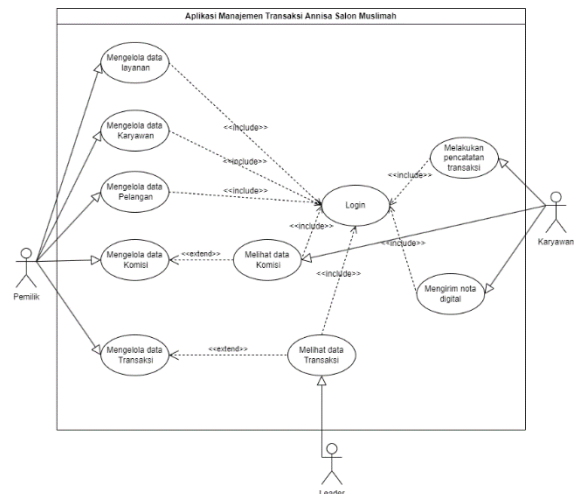 Aplikasi Manajemen Transaksi Annisa Salon Muslimah
Mengelola data
layanan
<<include>>
Mengelola data
Karyawan
<<include>>
Melakukan
pencatatan
transaksi
<<include>>
Mengelola data
Pelangan
<<include>>
Login
<<include>>
<<include>>
Mengelola data
Komisi
<<extend>>
Melihat data
Komisi
<<include>>
Pemilik
Karyawan
Mengirim nota
digital
Mengelola data
Transaksi
<<extend>>
Melihat data
Transaksi
Leader